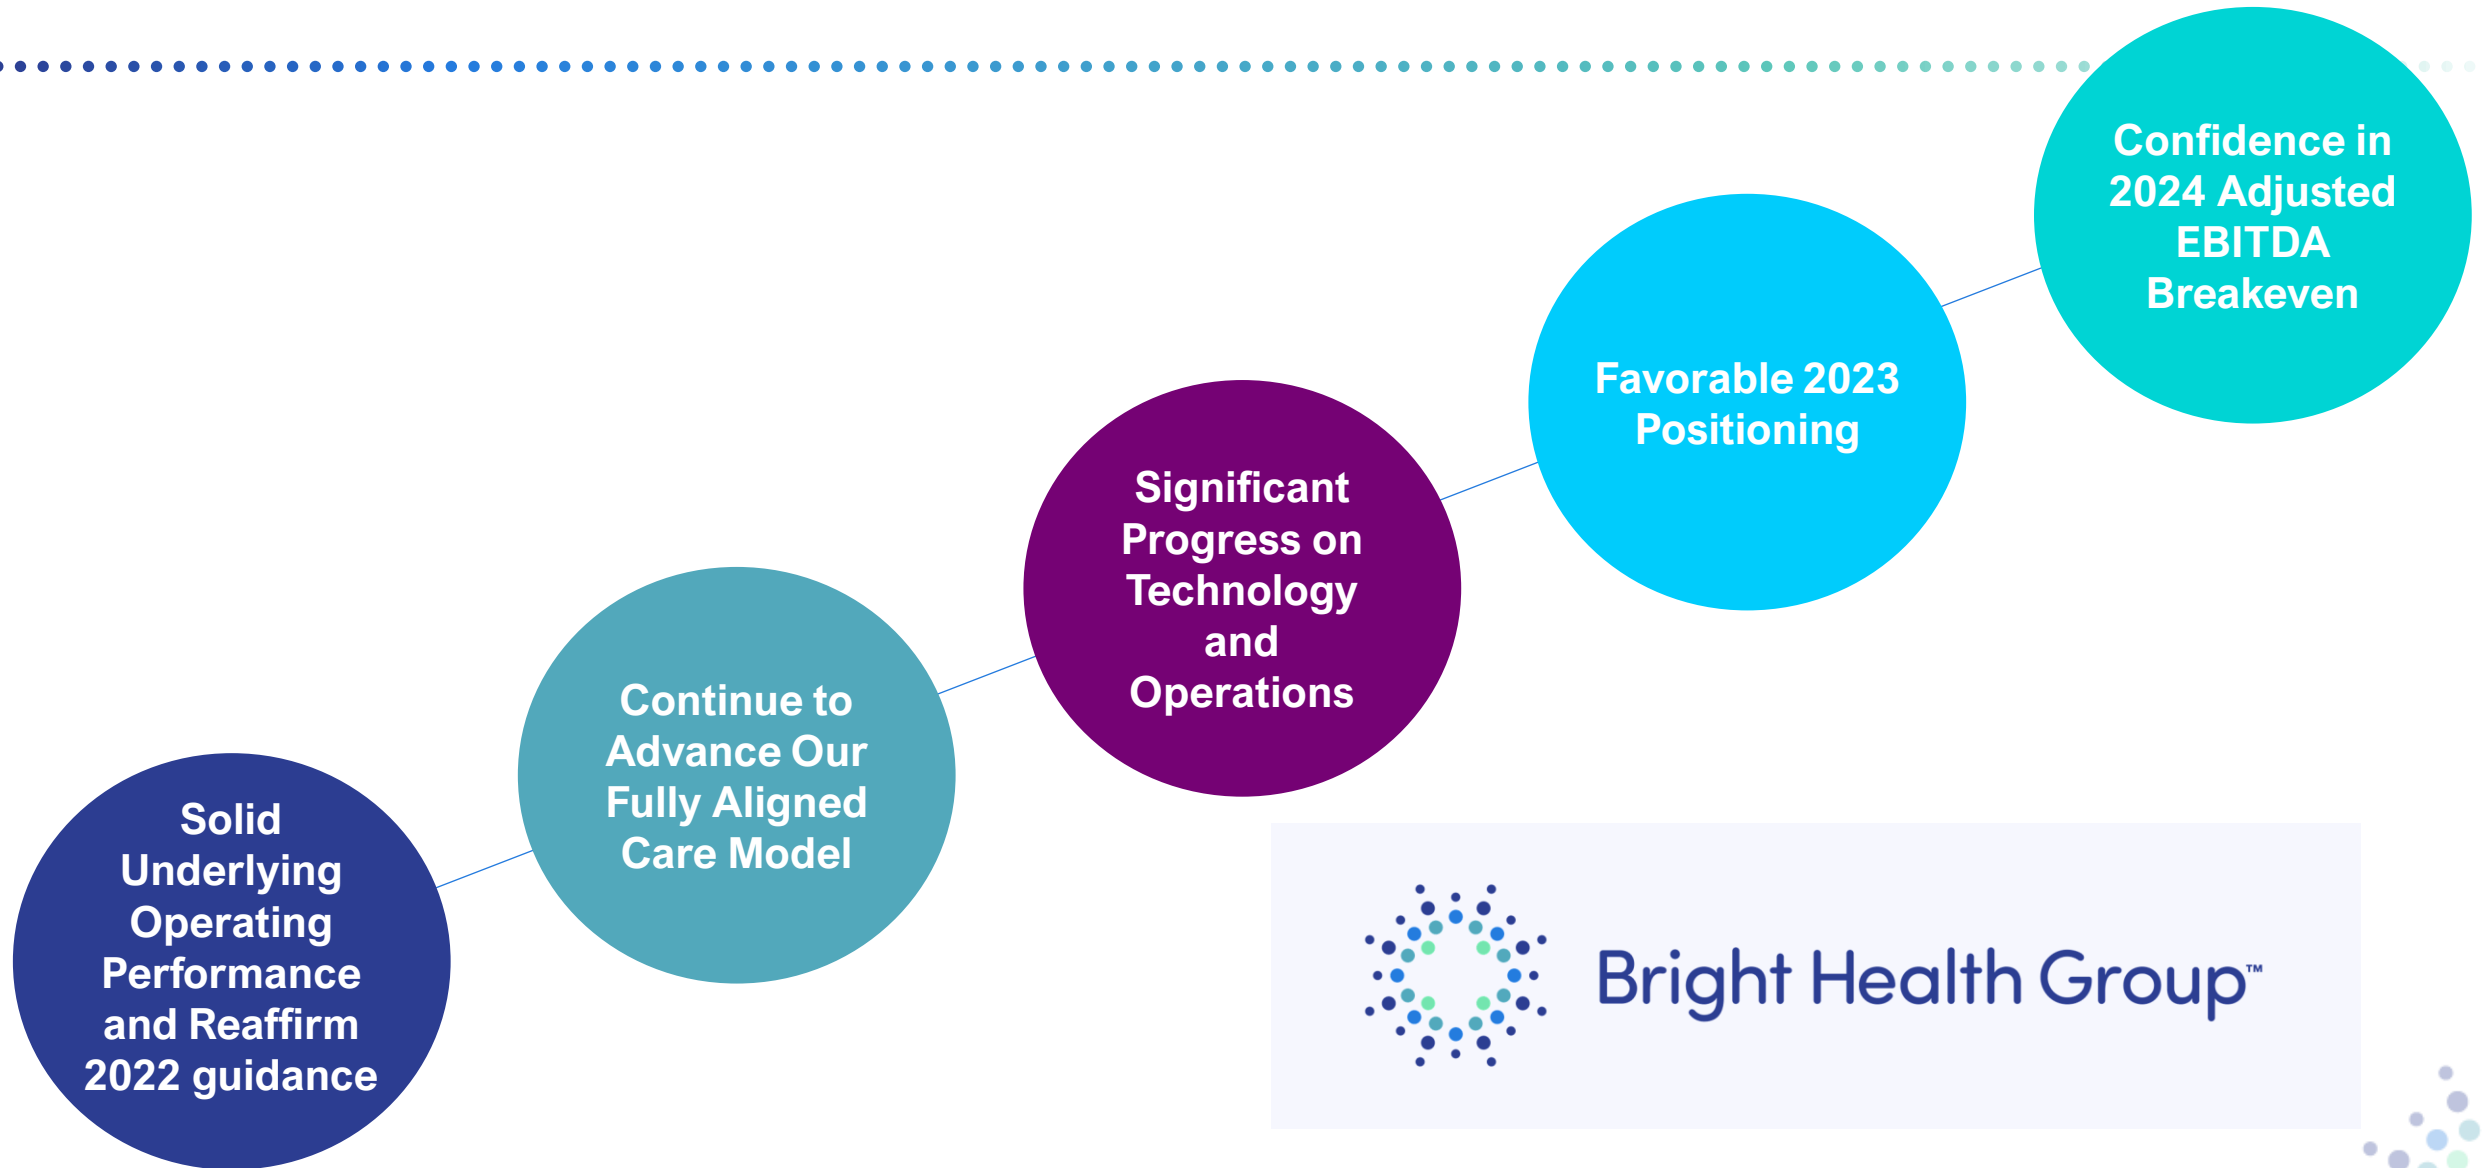 Solid
Underlying
Operating
Performance
and Reaffirm
2022 guidance
Continue to
Advance Our
Fully Aligned
Care Model
Significant
Progress on
Technology
and
Operations
Favorable 2023
Positioning
Confidence in
2024 Adjusted
EBITDA
Breakeven
Bright Health Group™